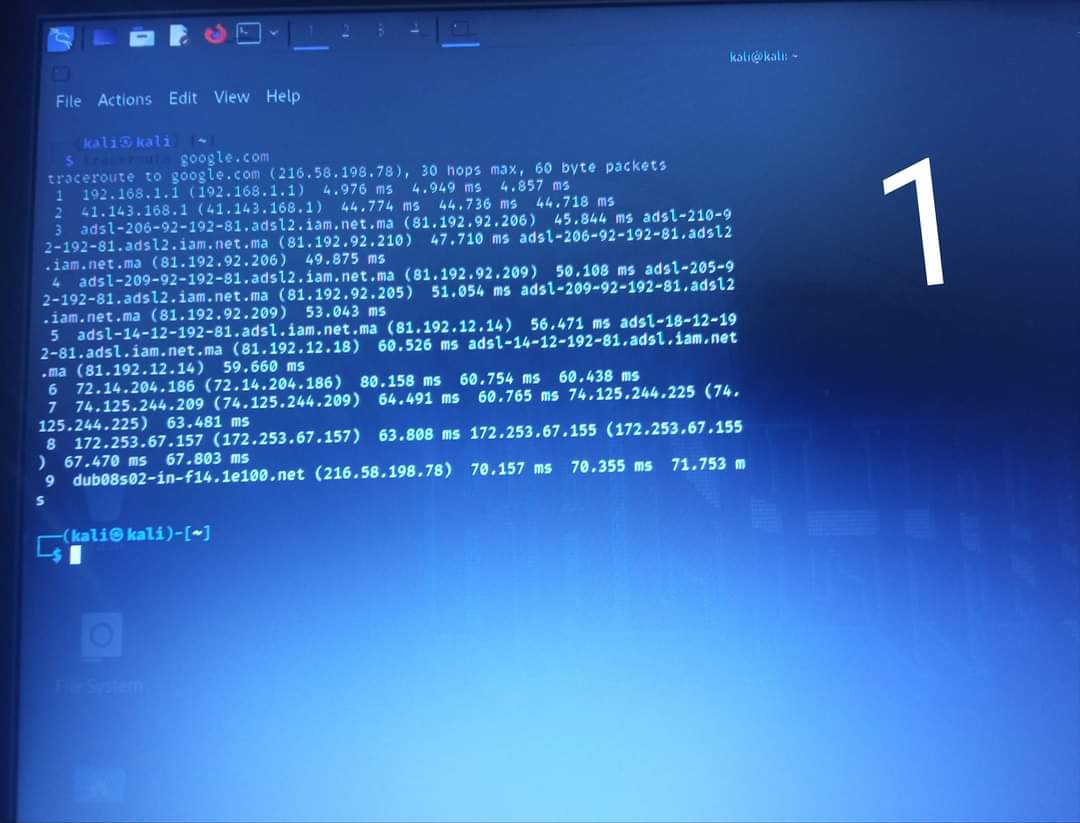 1 2 3 4
kali@kali: ~
File Actions Edit View Help
(kali㉿kali)-[~]
$ traceroute google.com
traceroute to google.com (216.58.198.78), 30 hops max, 60 byte packets
1 192.168.1.1 (192.168.1.1) 4.976 ms 4.949 ms 4.857 ms
2 41.143.168.1 (41.143.168.1) 44.774 ms 44.736 ms 44.718 ms
3 adsl-206-92-192-81.adsl2.iam.net.ma (81.192.92.206) 45.844 ms adsl-210-9
2-192-81.adsl2.iam.net.ma (81.192.92.210) 47.710 ms adsl-206-92-192-81.adsl2
.iam.net.ma (81.192.92.206) 49.875 ms
4 adsl-209-92-192-81.adsl2.iam.net.ma (81.192.92.209) 50.108 ms adsl-205-9
2-192-81.adsl2.iam.net.ma (81.192.92.205) 51.054 ms adsl-209-92-192-81.adsl2
.iam.net.ma (81.192.92.209) 53.043 ms
5 adsl-14-12-192-81.adsl.iam.net.ma (81.192.12.14) 56.471 ms adsl-18-12-19
2-81.adsl.iam.net.ma (81.192.12.18) 60.526 ms adsl-14-12-192-81.adsl.iam.net
.ma (81.192.12.14) 59.660 ms
6 72.14.204.186 (72.14.204.186) 80.158 ms 60.754 ms 60.438 ms
7 74.125.244.209 (74.125.244.209) 64.491 ms 60.765 ms 74.125.244.225 (74.
125.244.225) 63.481 ms
8 172.253.67.157 (172.253.67.157) 63.808 ms 172.253.67.155 (172.253.67.155
) 67.470 ms 67.803 ms
9 dub08s02-in-f14.1e100.net (216.58.198.78) 70.157 ms 70.355 ms 71.753 m
s
(kali㉿kali)-[~]
$
1
File System